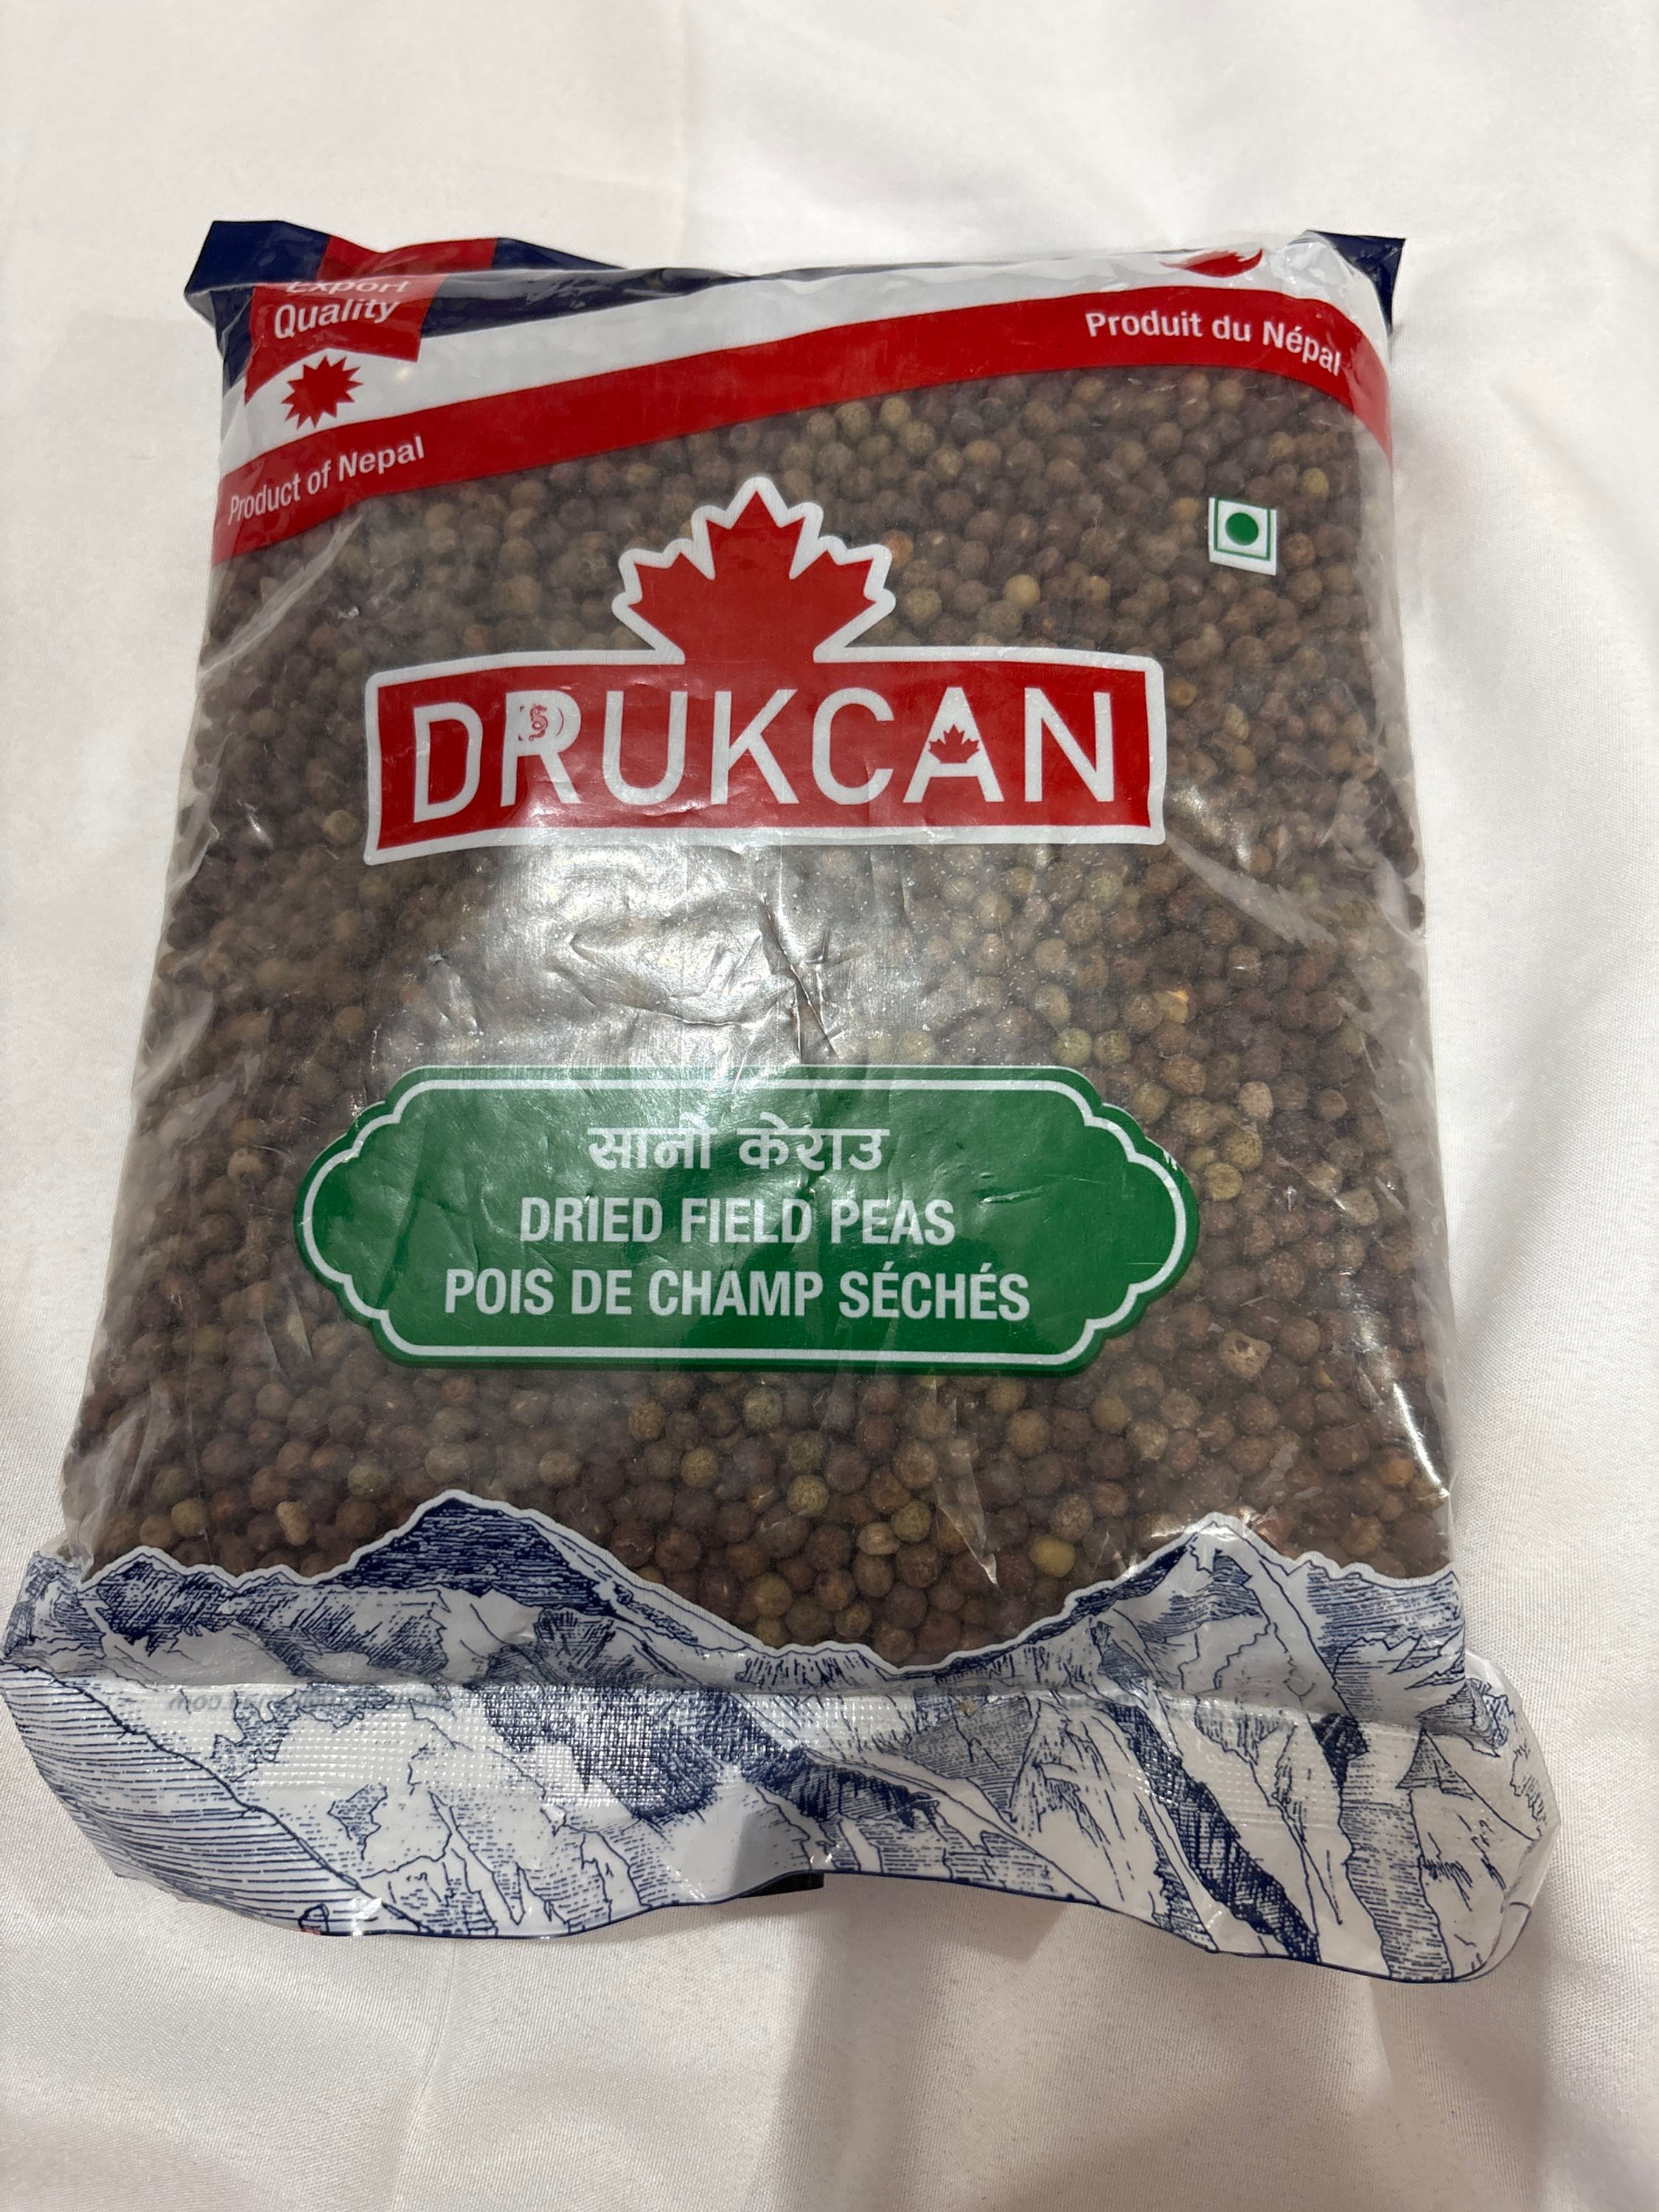 Export
Quality
Product of Nepal
Produit du Népal
DRUKCAN
सानो केराउ
DRIED FIELD PEAS
POIS DE CHAMP SÉCHÉS